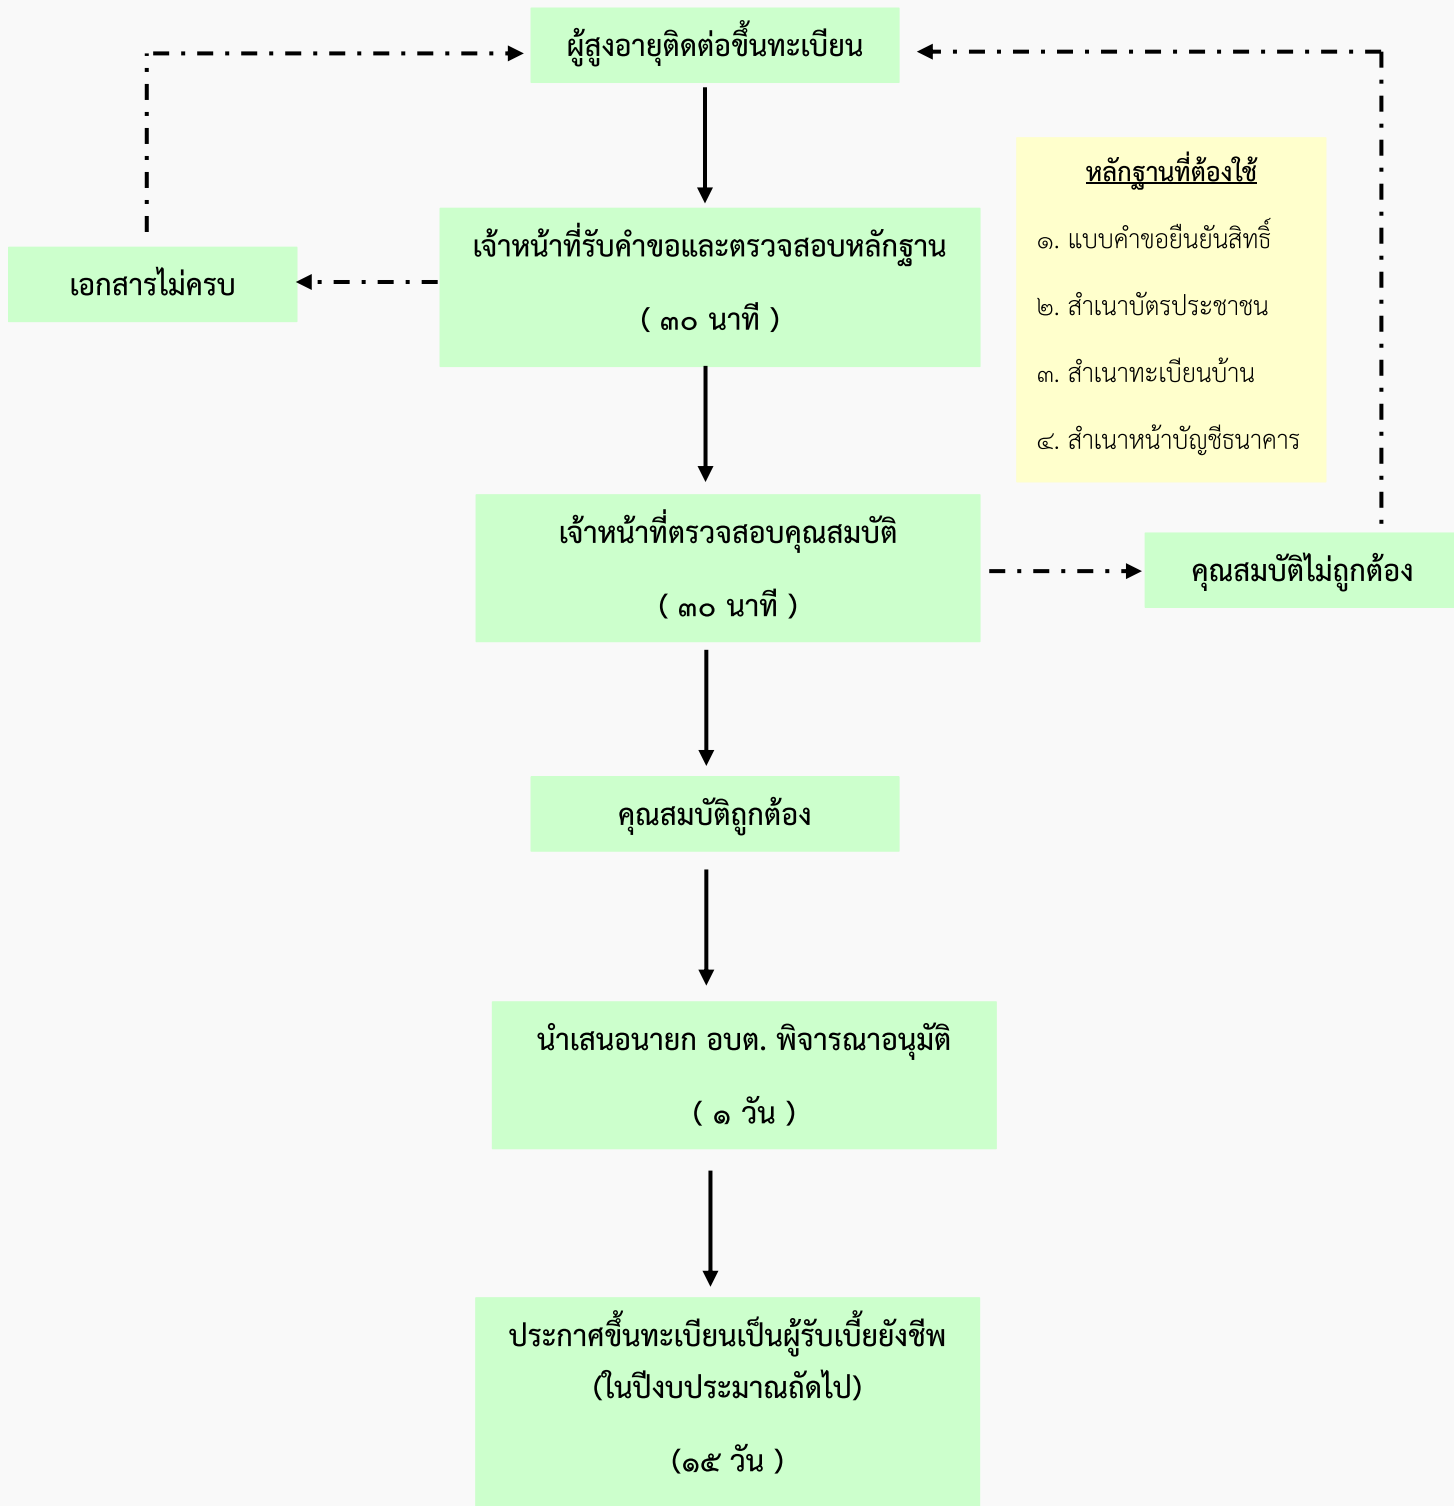 ผู้สูงอายุติดต่อขึ้นทะเบียน
หลักฐานที่ต้องใช้
๑. แบบคำขอยืนยันสิทธิ์
๒. สำเนาบัตรประชาชน
๓. สำเนาทะเบียนบ้าน
๔. สำเนาหน้าบัญชีธนาคาร
เจ้าหน้าที่รับคำขอและตรวจสอบหลักฐาน
( ๓๐ นาที )
เอกสารไม่ครบ
เจ้าหน้าที่ตรวจสอบคุณสมบัติ
( ๓๐ นาที )
คุณสมบัติไม่ถูกต้อง
คุณสมบัติถูกต้อง
นำเสนอนายก อบต. พิจารณาอนุมัติ
( ๑ วัน )
ประกาศขึ้นทะเบียนเป็นผู้รับเบี้ยยังชีพ
(ในปีงบประมาณถัดไป)
(๑๕ วัน )